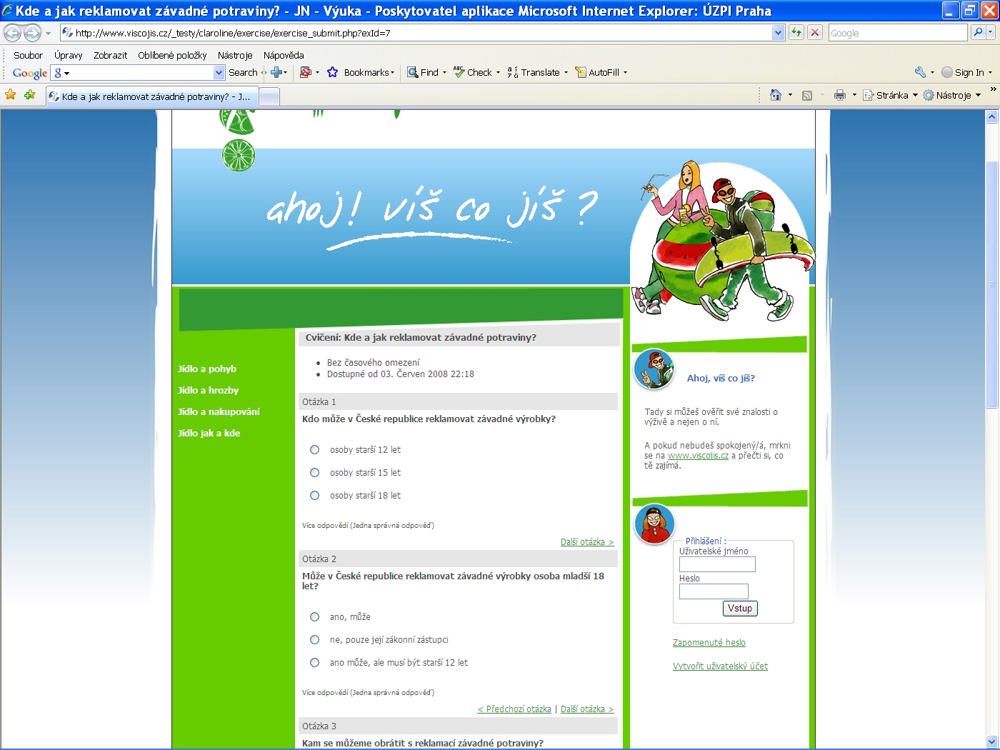 Kde a jak reklamovat závadné potraviny? - JN - Výuka - Poskytovatel aplikace Microsoft Internet Explorer: ÚZPI Praha
http://www.viscojis.cz/_testy/claroline/exercise/exercise_submit.php?exId=7
Google
Soubor Úpravy Zobrazit Oblíbené položky Nástroje Nápověda
Google g Search Bookmarks Find Check Translate AutoFill Sign In
Kde a jak reklamovat závadné potraviny? - J... Stránka Nástroje
ahoj! víš co jíš?
Jídlo a pohyb
Jídlo a hrozby
Jídlo a nakupování
Jídlo jak a kde
Cvičení: Kde a jak reklamovat závadné potraviny?
Bez časového omezení
Dostupné od 03. Červen 2008 22:18
Otázka 1
Kdo může v České republice reklamovat závadné výrobky?
osoby starší 12 let
osoby starší 15 let
osoby starší 18 let
Více odpovědí (Jedna správná odpověď)
Další otázka >
Otázka 2
Může v České republice reklamovat závadné výrobky osoba mladší 18
let?
ano, může
ne, pouze její zákonní zástupci
ano může, ale musí být starší 12 let
Více odpovědí (Jedna správná odpověď)
< Předchozí otázka | Další otázka >
Otázka 3
Kam se můžeme obrátit s reklamací závadné potraviny?
Ahoj, víš co jíš?
Tady si můžeš ověřit své znalosti o
výživě a nejen o ní.
A pokud nebudeš spokojený/á, mrkni
se na www.viscojis.cz a přečti si, co
tě zajímá.
Přihlášení :
Uživatelské jméno
Heslo
Vstup
Zapomenuté heslo
Vytvořit uživatelský účet